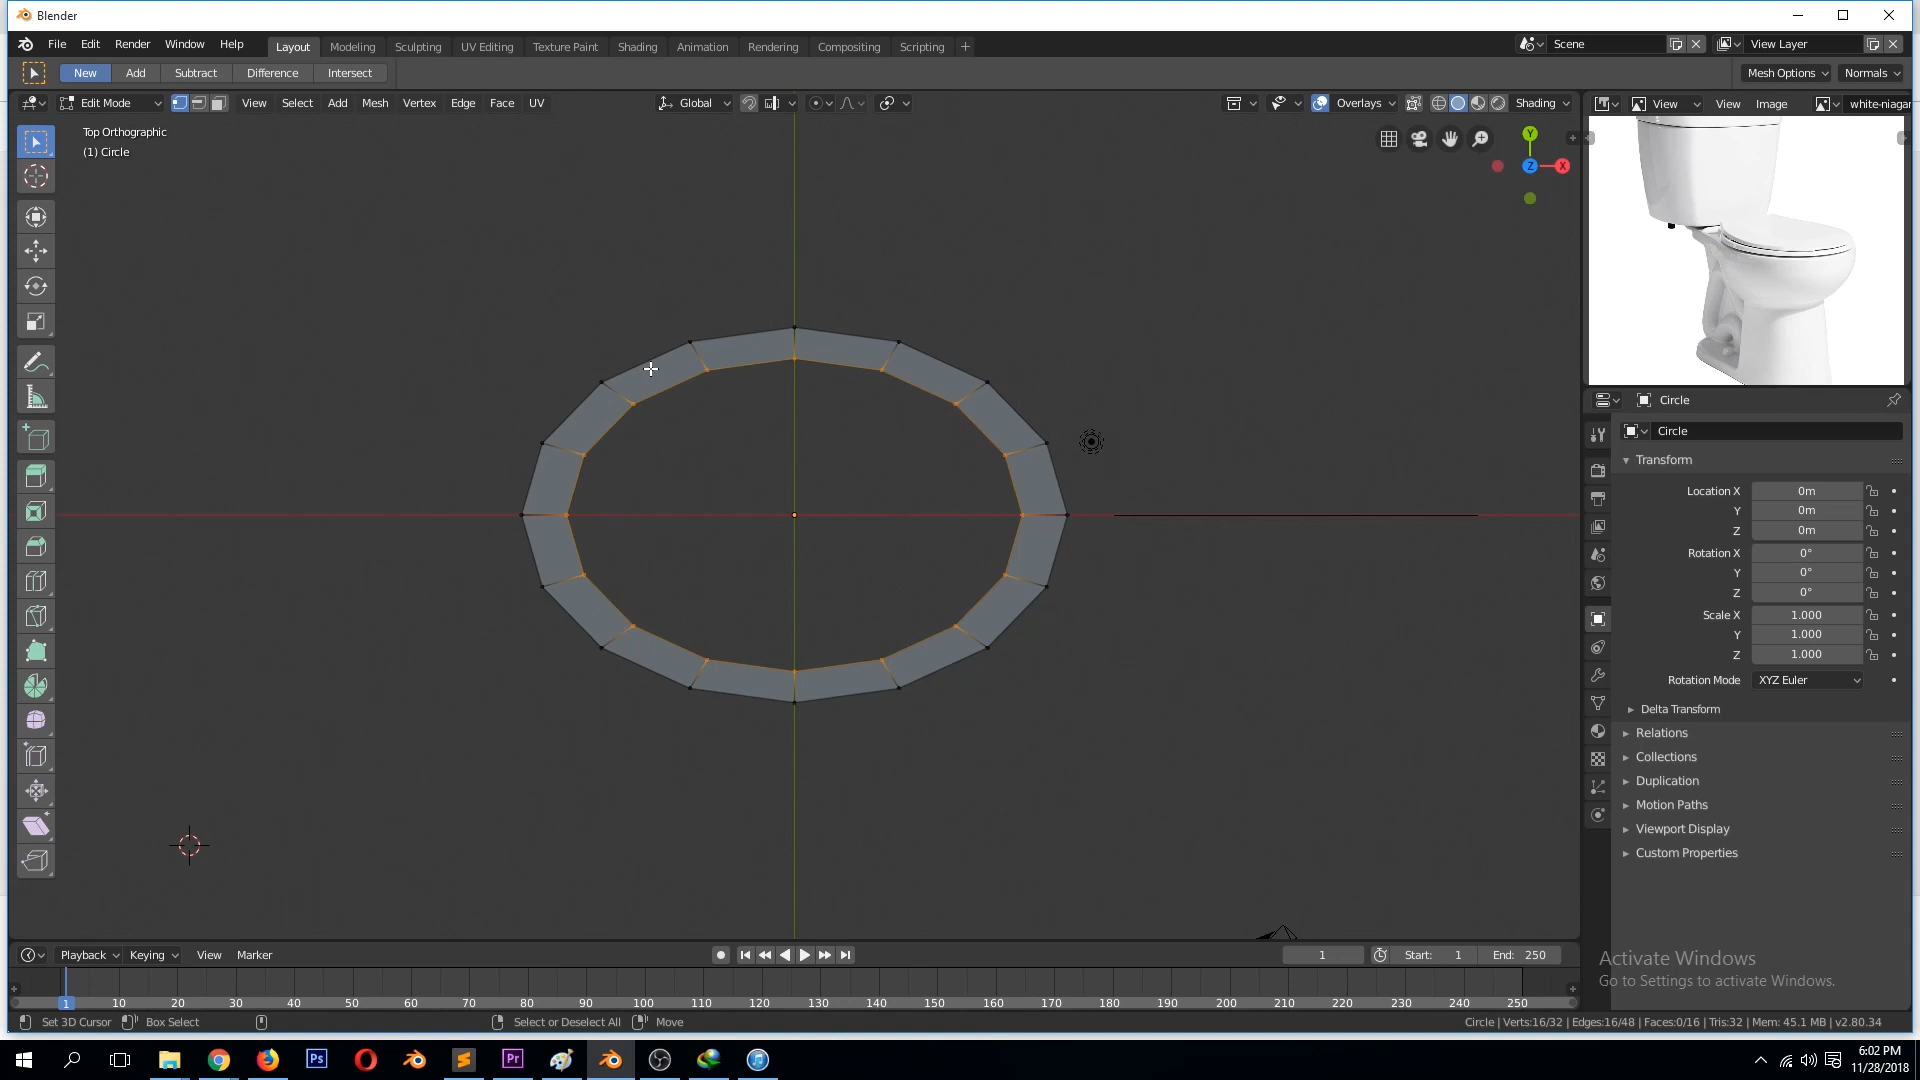 Blender
File Edit Render Window Help Layout Modeling Sculpting UV Editing Texture Paint Shading Animation Rendering Compositing Scripting + Scene View Layer
New Add Subtract Difference Intersect Mesh Options Normals
Edit Mode View Select Add Mesh Vertex Edge Face UV Global Overlays Shading View View Image white-niagar
Top Orthographic
(1) Circle
Y
Z X
Circle
Circle
Transform
Location X 0m
Y 0m
Z 0m
Rotation X 0°
Y 0°
Z 0°
Scale X 1.000
Y 1.000
Z 1.000
Rotation Mode XYZ Euler
Delta Transform
Relations
Collections
Duplication
Motion Paths
Viewport Display
Custom Properties
Playback Keying View Marker 1 Start: 1 End: 250
Activate Windows
Go to Settings to activate Windows.
1 10 20 30 40 50 60 70 80 90 100 110 120 130 140 150 160 170 180 190 200 210 220 230 240 250
Set 3D Cursor Box Select Select or Deselect All Move Circle | Verts:16/32 | Edges:16/48 | Faces:0/16 | Tris:32 | Mem: 45.1 MB | v2.80.34
Ps Pr
6:02 PM
11/28/2018